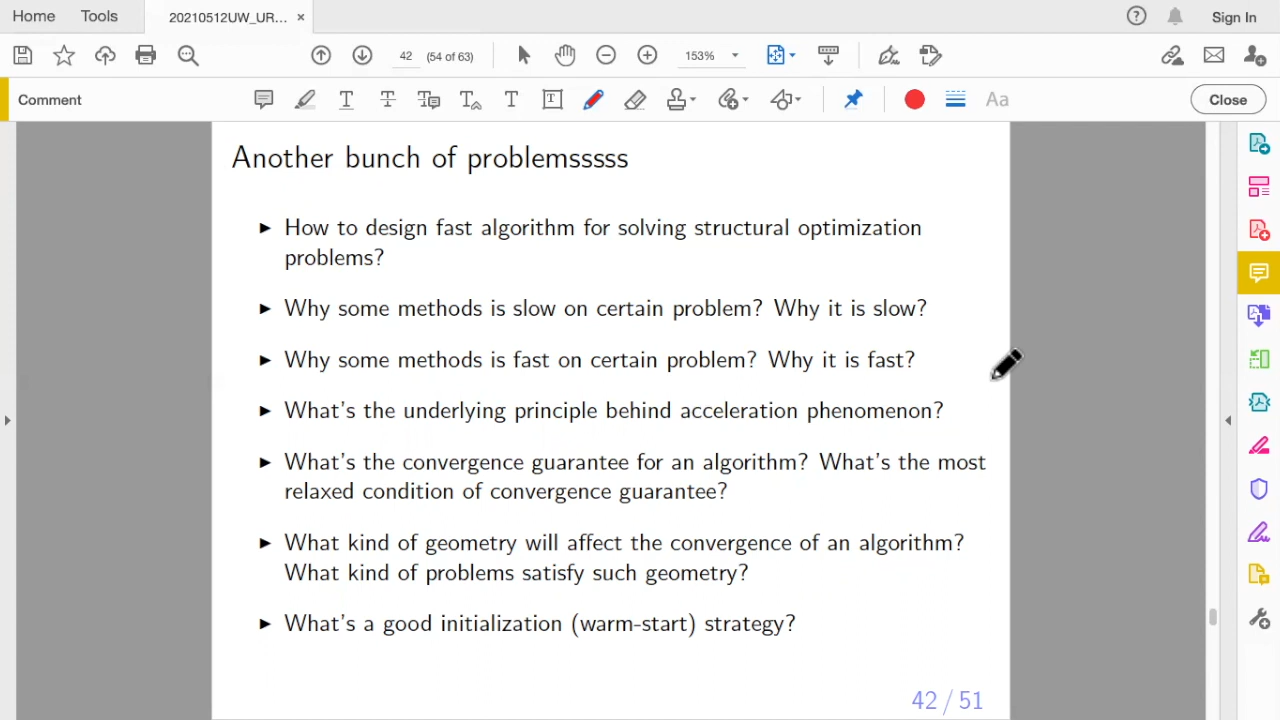 Home Tools 20210512UW_UR... × Sign In
42 (54 of 63) 153%
Comment T T T T T T Aa Close
Another bunch of problemsssss
► How to design fast algorithm for solving structural optimization
problems?
► Why some methods is slow on certain problem? Why it is slow?
► Why some methods is fast on certain problem? Why it is fast?
► What's the underlying principle behind acceleration phenomenon?
► What's the convergence guarantee for an algorithm? What's the most
relaxed condition of convergence guarantee?
► What kind of geometry will affect the convergence of an algorithm?
What kind of problems satisfy such geometry?
► What's a good initialization (warm-start) strategy?
42 / 51